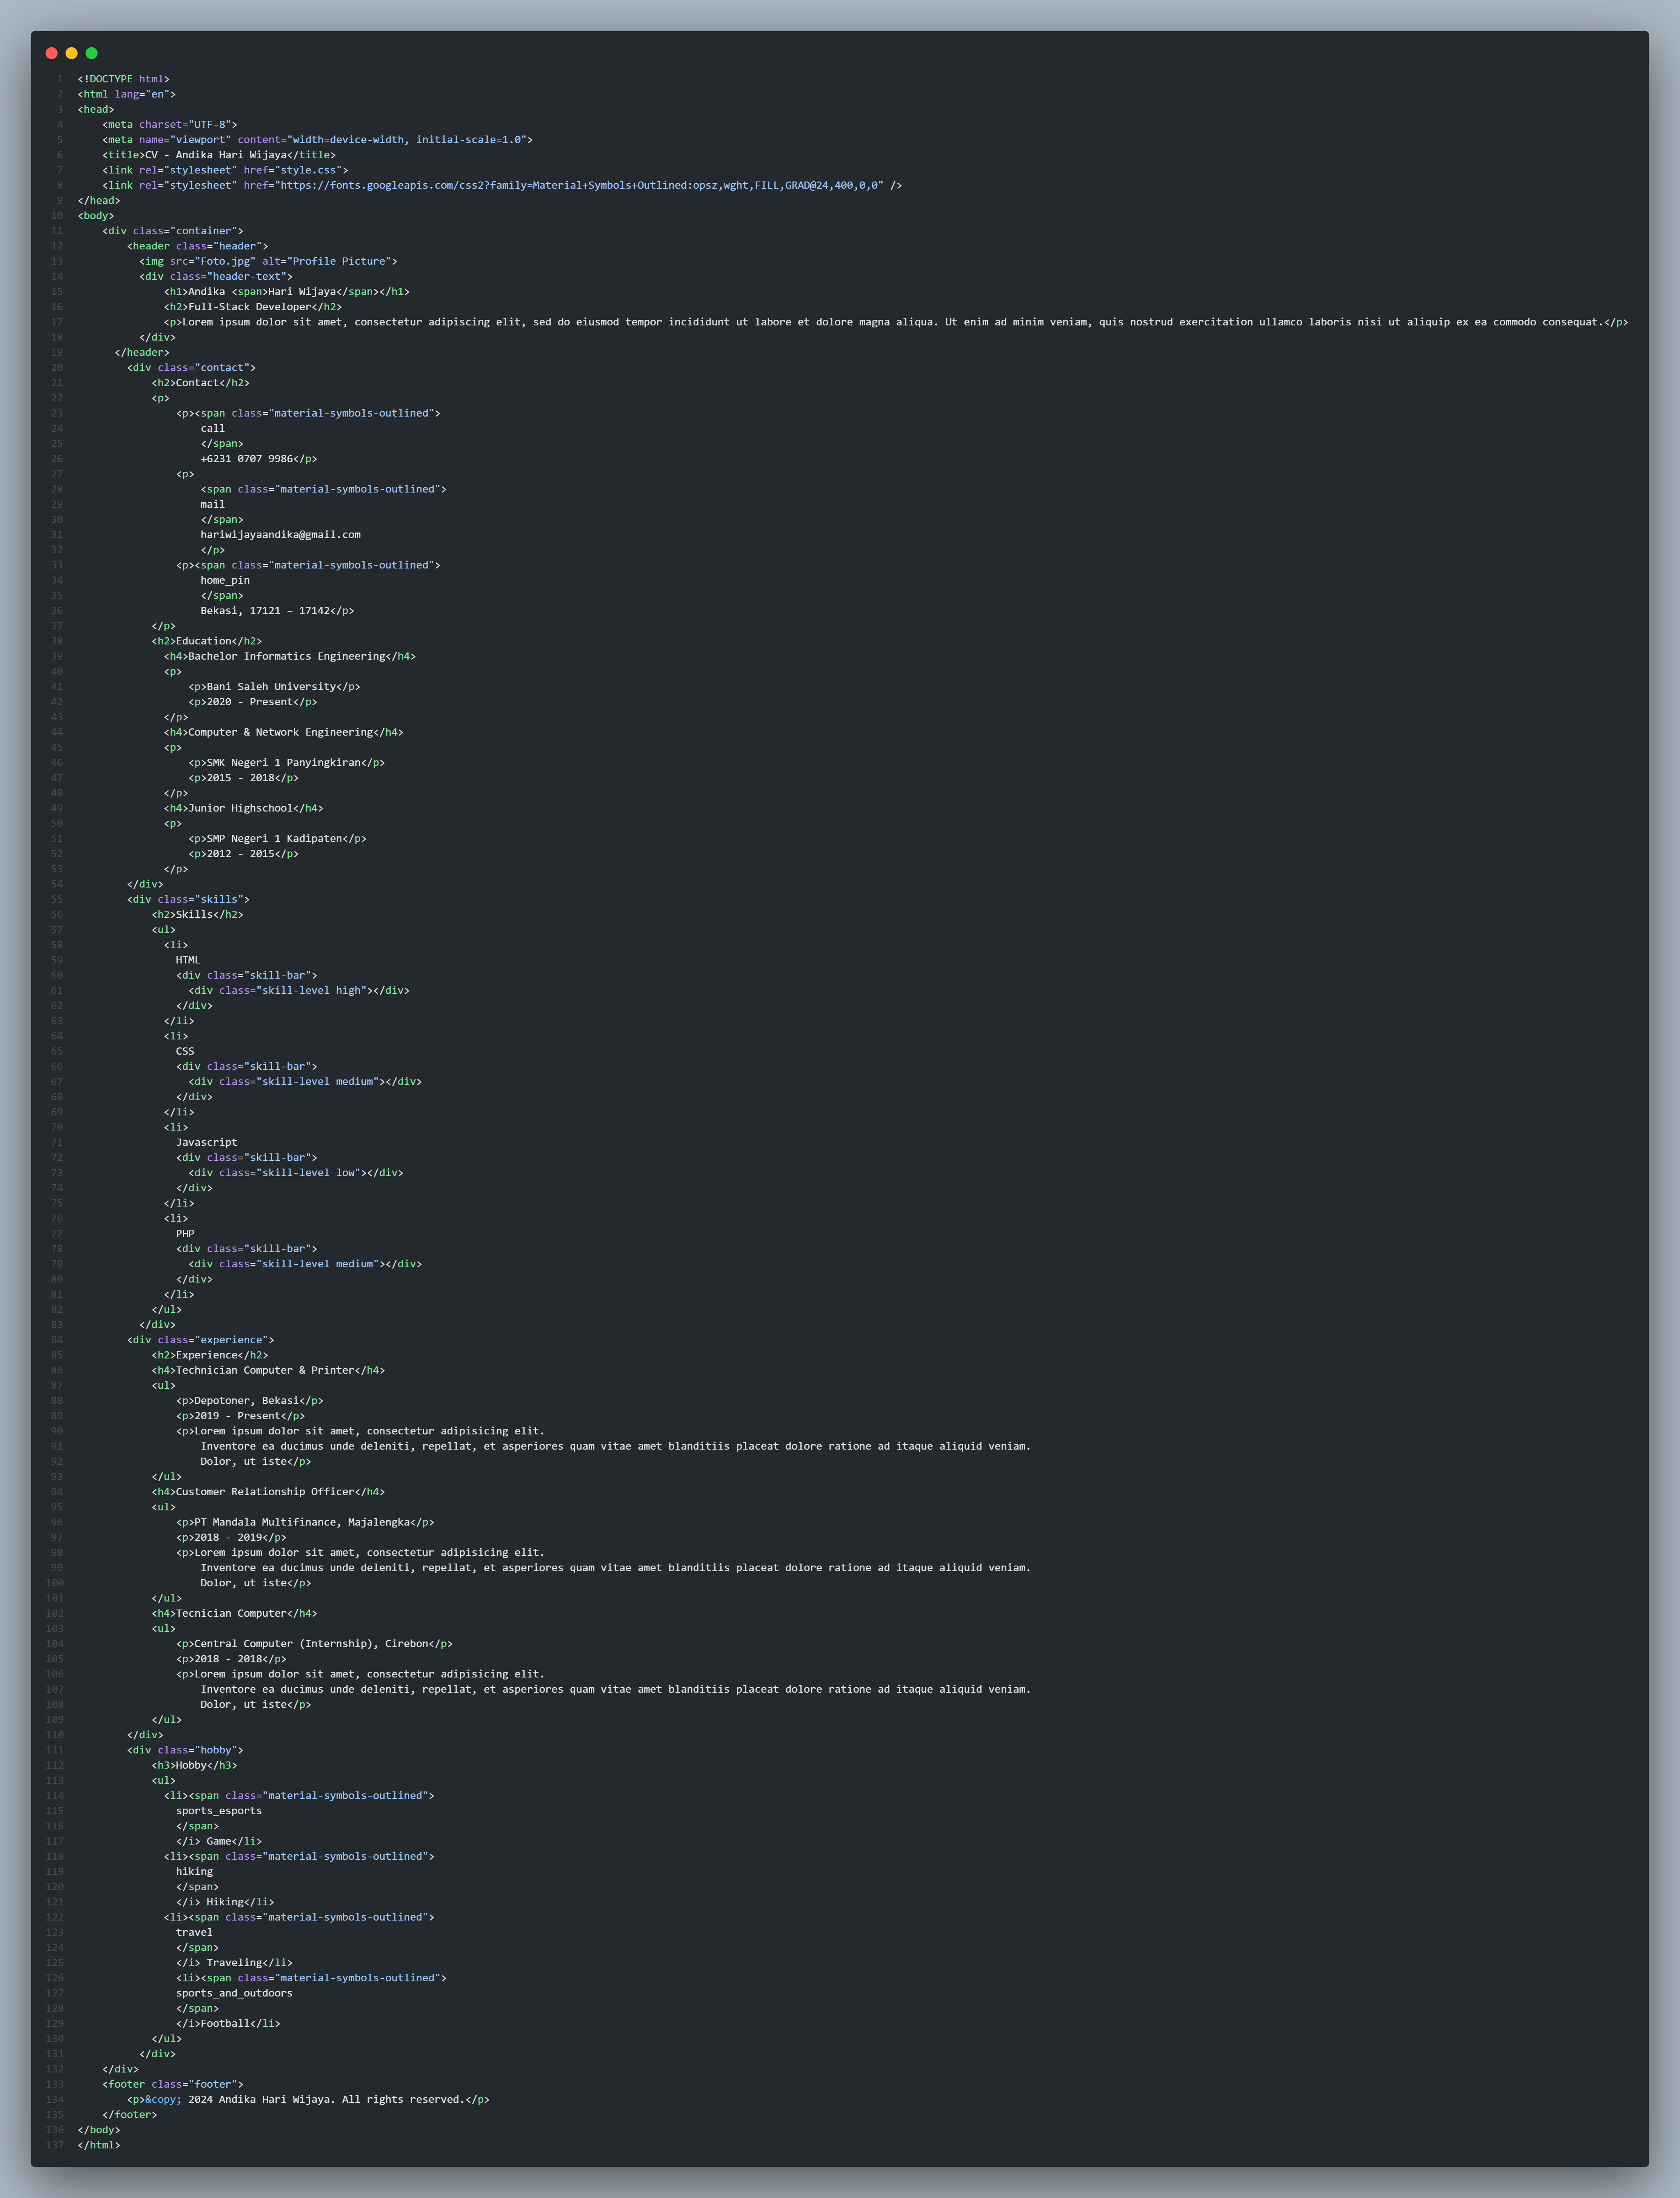 1 <!DOCTYPE html>
2 <html lang="en">
3 <head>
4     <meta charset="UTF-8">
5     <meta name="viewport" content="width=device-width, initial-scale=1.0">
6     <title>CV - Andika Hari Wijaya</title>
7     <link rel="stylesheet" href="style.css">
8     <link rel="stylesheet" href="https://fonts.googleapis.com/css2?family=Material+Symbols+Outlined:opsz,wght,FILL,GRAD@24,400,0,0" />
9 </head>
10 <body>
11     <div class="container">
12         <header class="header">
13           <img src="Foto.jpg" alt="Profile Picture">
14           <div class="header-text">
15               <h1>Andika <span>Hari Wijaya</span></h1>
16               <h2>Full-Stack Developer</h2>
17               <p>Lorem ipsum dolor sit amet, consectetur adipiscing elit, sed do eiusmod tempor incididunt ut labore et dolore magna aliqua. Ut enim ad minim veniam, quis nostrud exercitation ullamco laboris nisi ut aliquip ex ea commodo consequat.</p>
18           </div>
19       </header>
20         <div class="contact">
21             <h2>Contact</h2>
22             <p>
23                 <p><span class="material-symbols-outlined">
24                     call
25                     </span>
26                     +6231 0707 9986</p>
27                 <p>
28                     <span class="material-symbols-outlined">
29                     mail
30                     </span>
31                     hariwijayaandika@gmail.com
32                     </p>
33                 <p><span class="material-symbols-outlined">
34                     home_pin
35                     </span>
36                     Bekasi, 17121 – 17142</p>
37             </p>
38             <h2>Education</h2>
39               <h4>Bachelor Informatics Engineering</h4>
40               <p>
41                   <p>Bani Saleh University</p>
42                   <p>2020 - Present</p>
43               </p>
44               <h4>Computer & Network Engineering</h4>
45               <p>
46                   <p>SMK Negeri 1 Panyingkiran</p>
47                   <p>2015 - 2018</p>
48               </p>
49               <h4>Junior Highschool</h4>
50               <p>
51                   <p>SMP Negeri 1 Kadipaten</p>
52                   <p>2012 - 2015</p>
53               </p>
54         </div>
55         <div class="skills">
56             <h2>Skills</h2>
57             <ul>
58               <li>
59                 HTML
60                 <div class="skill-bar">
61                   <div class="skill-level high"></div>
62                 </div>
63               </li>
64               <li>
65                 CSS
66                 <div class="skill-bar">
67                   <div class="skill-level medium"></div>
68                 </div>
69               </li>
70               <li>
71                 Javascript
72                 <div class="skill-bar">
73                   <div class="skill-level low"></div>
74                 </div>
75               </li>
76               <li>
77                 PHP
78                 <div class="skill-bar">
79                   <div class="skill-level medium"></div>
80                 </div>
81               </li>
82             </ul>
83           </div>
84         <div class="experience">
85             <h2>Experience</h2>
86             <h4>Technician Computer & Printer</h4>
87             <ul>
88                 <p>Depotoner, Bekasi</p>
89                 <p>2019 - Present</p>
90                 <p>Lorem ipsum dolor sit amet, consectetur adipisicing elit.
91                     Inventore ea ducimus unde deleniti, repellat, et asperiores quam vitae amet blanditiis placeat dolore ratione ad itaque aliquid veniam.
92                     Dolor, ut iste</p>
93             </ul>
94             <h4>Customer Relationship Officer</h4>
95             <ul>
96                 <p>PT Mandala Multifinance, Majalengka</p>
97                 <p>2018 - 2019</p>
98                 <p>Lorem ipsum dolor sit amet, consectetur adipisicing elit.
99                     Inventore ea ducimus unde deleniti, repellat, et asperiores quam vitae amet blanditiis placeat dolore ratione ad itaque aliquid veniam.
100                     Dolor, ut iste</p>
101             </ul>
102             <h4>Tecnician Computer</h4>
103             <ul>
104                 <p>Central Computer (Internship), Cirebon</p>
105                 <p>2018 - 2018</p>
106                 <p>Lorem ipsum dolor sit amet, consectetur adipisicing elit.
107                     Inventore ea ducimus unde deleniti, repellat, et asperiores quam vitae amet blanditiis placeat dolore ratione ad itaque aliquid veniam.
108                     Dolor, ut iste</p>
109             </ul>
110         </div>
111         <div class="hobby">
112             <h3>Hobby</h3>
113             <ul>
114               <li><span class="material-symbols-outlined">
115                 sports_esports
116                 </span>
117                 </i> Game</li>
118               <li><span class="material-symbols-outlined">
119                 hiking
120                 </span>
121                 </i> Hiking</li>
122               <li><span class="material-symbols-outlined">
123                 travel
124                 </span>
125                 </i> Traveling</li>
126                 <li><span class="material-symbols-outlined">
127                 sports_and_outdoors
128                 </span>
129                 </i>Football</li>
130             </ul>
131           </div>
132     </div>
133     <footer class="footer">
134         <p>&copy; 2024 Andika Hari Wijaya. All rights reserved.</p>
135     </footer>
136 </body>
137 </html>